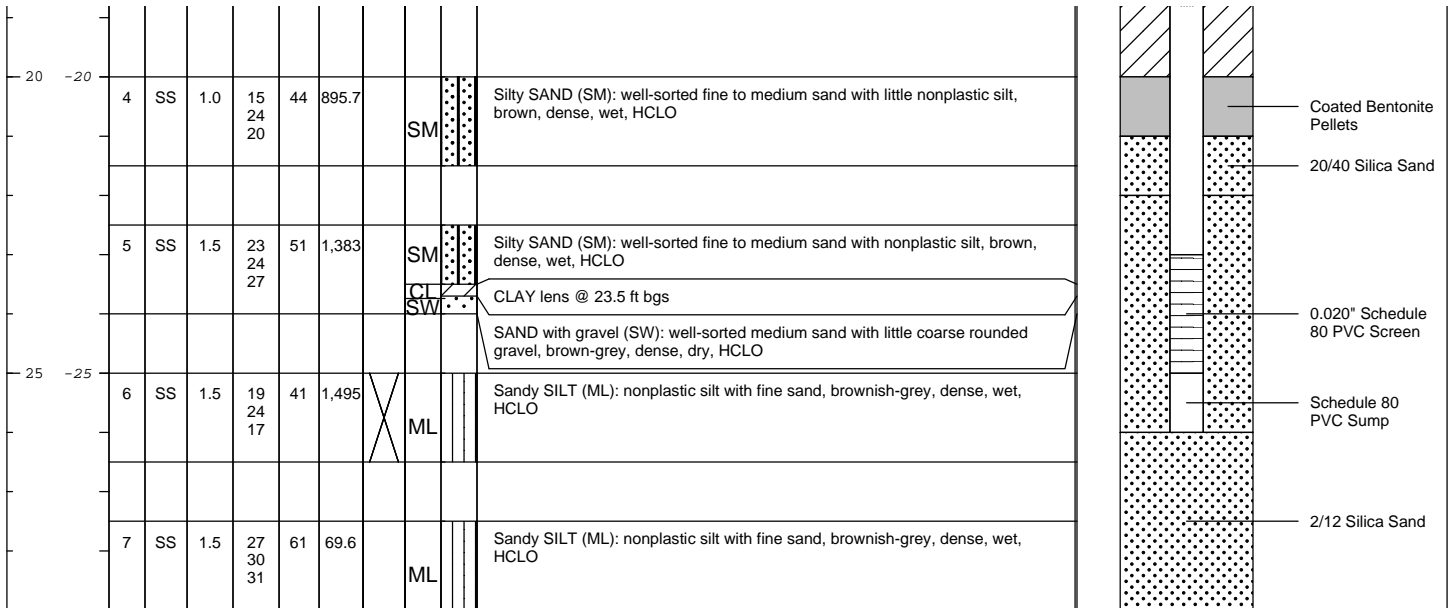 20 -20
4 SS 1.0 15 44 895.7 Silty SAND (SM): well-sorted fine to medium sand with little nonplastic silt,
24 brown, dense, wet, HCLO
20
SM
Coated Bentonite
Pellets
20/40 Silica Sand
5 SS 1.5 23 51 1,383 SM Silty SAND (SM): well-sorted fine to medium sand with nonplastic silt, brown,
24 dense, wet, HCLO
27
CL CLAY lens @ 23.5 ft bgs
SW
SAND with gravel (SW): well-sorted medium sand with little coarse rounded
gravel, brown-grey, dense, dry, HCLO
0.020" Schedule
80 PVC Screen
25 -25
6 SS 1.5 19 41 1,495 Sandy SILT (ML): nonplastic silt with fine sand, brownish-grey, dense, wet,
24 HCLO
17
ML
Schedule 80
PVC Sump
7 SS 1.5 27 61 69.6 Sandy SILT (ML): nonplastic silt with fine sand, brownish-grey, dense, wet,
30 HCLO
31
ML
2/12 Silica Sand